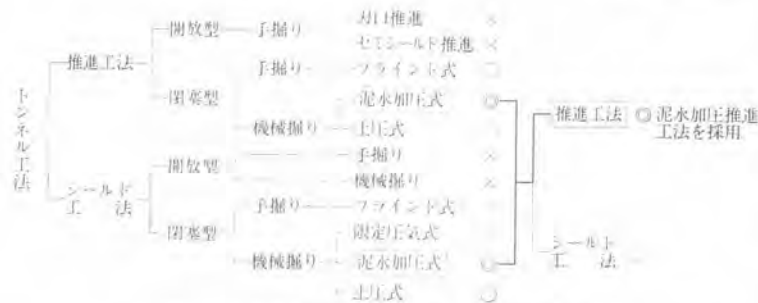 刃口推進 ×
開放型 手掘り
セミシールド推進 ×
推進工法
手掘り ブラインド式 ○
閉塞型 泥水加圧式 ◎
機械掘り 土圧式
推進工法 ◎ 泥水加圧推進
工法を採用
トンネル工法
手掘り ×
開放型
機械掘り ×
シールド
工法
手掘り ブラインド式
閉塞型 限定圧気式
シールド
工法
機械掘り 泥水加圧式 ◎
土圧式 ○